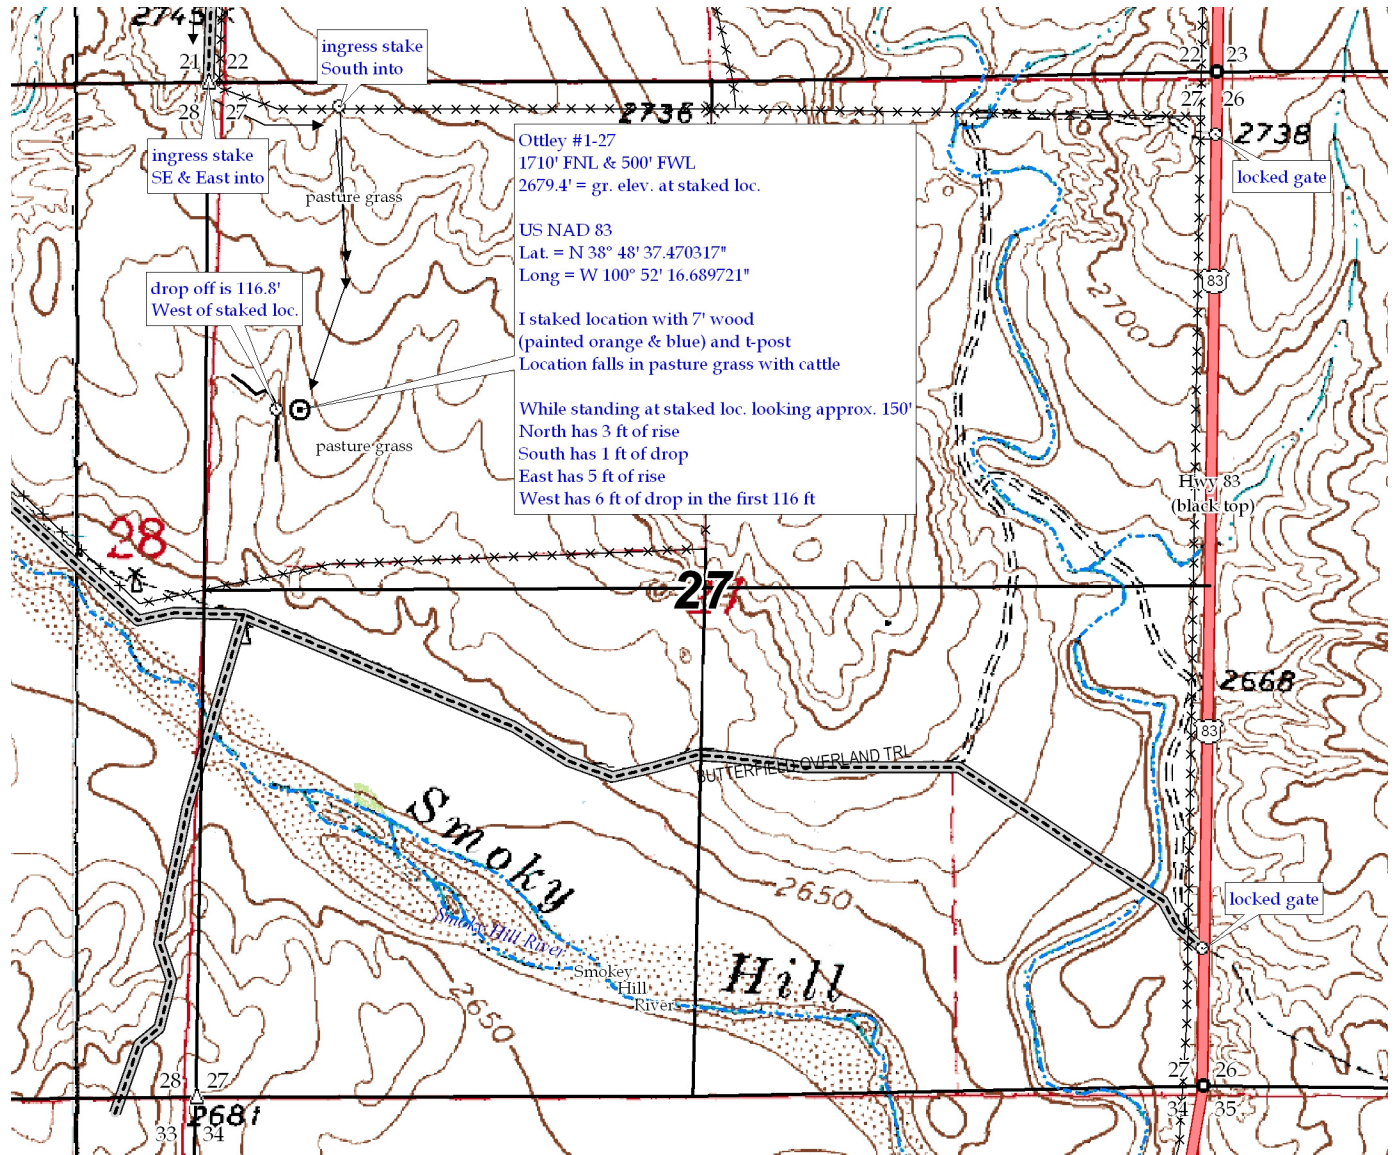 2745
21 22
28 27
ingress stake
South into
2736
22 23
27 26
2738
locked gate
ingress stake
SE & East into
pasture grass
Ottley #1-27
1710' FNL & 500' FWL
2679.4' = gr. elev. at staked loc.
US NAD 83
Lat. = N 38° 48' 37.470317"
Long = W 100° 52' 16.689721"
I staked location with 7' wood
(painted orange & blue) and t-post
Location falls in pasture grass with cattle
While standing at staked loc. looking approx. 150'
North has 3 ft of rise
South has 1 ft of drop
East has 5 ft of rise
West has 6 ft of drop in the first 116 ft
drop off is 116.8'
West of staked loc.
83
2700
pasture grass
Hwy 83
(black top)
28
27
27
2668
83
BUTTERFIELD OVERLAND TRL
Smoky
Hill
2650
Smoky Hill River
Smokey
Hill
River
2650
locked gate
28 27
33 34
2681
27 26
34 35